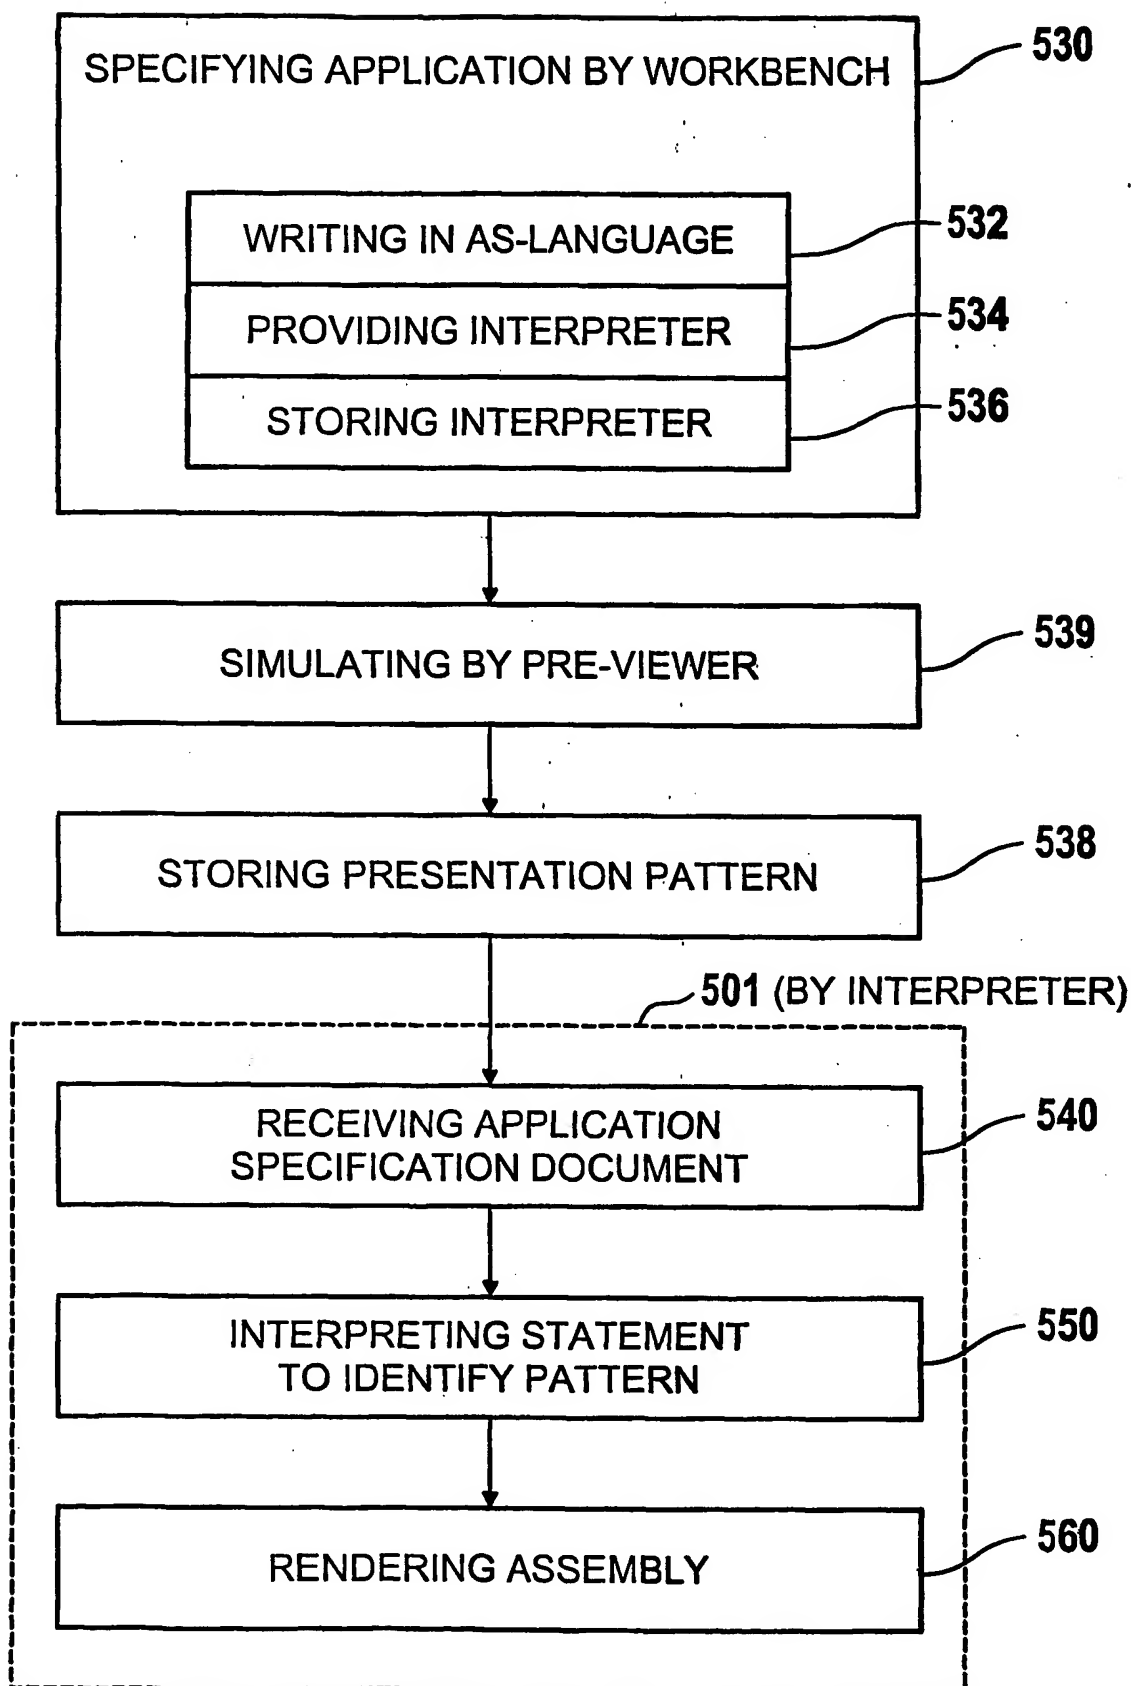 530
SPECIFYING APPLICATION BY WORKBENCH
532
WRITING IN AS-LANGUAGE
534
PROVIDING INTERPRETER
536
STORING INTERPRETER
539
SIMULATING BY PRE-VIEWER
538
STORING PRESENTATION PATTERN
501 (BY INTERPRETER)
540
RECEIVING APPLICATION
SPECIFICATION DOCUMENT
550
INTERPRETING STATEMENT
TO IDENTIFY PATTERN
560
RENDERING ASSEMBLY